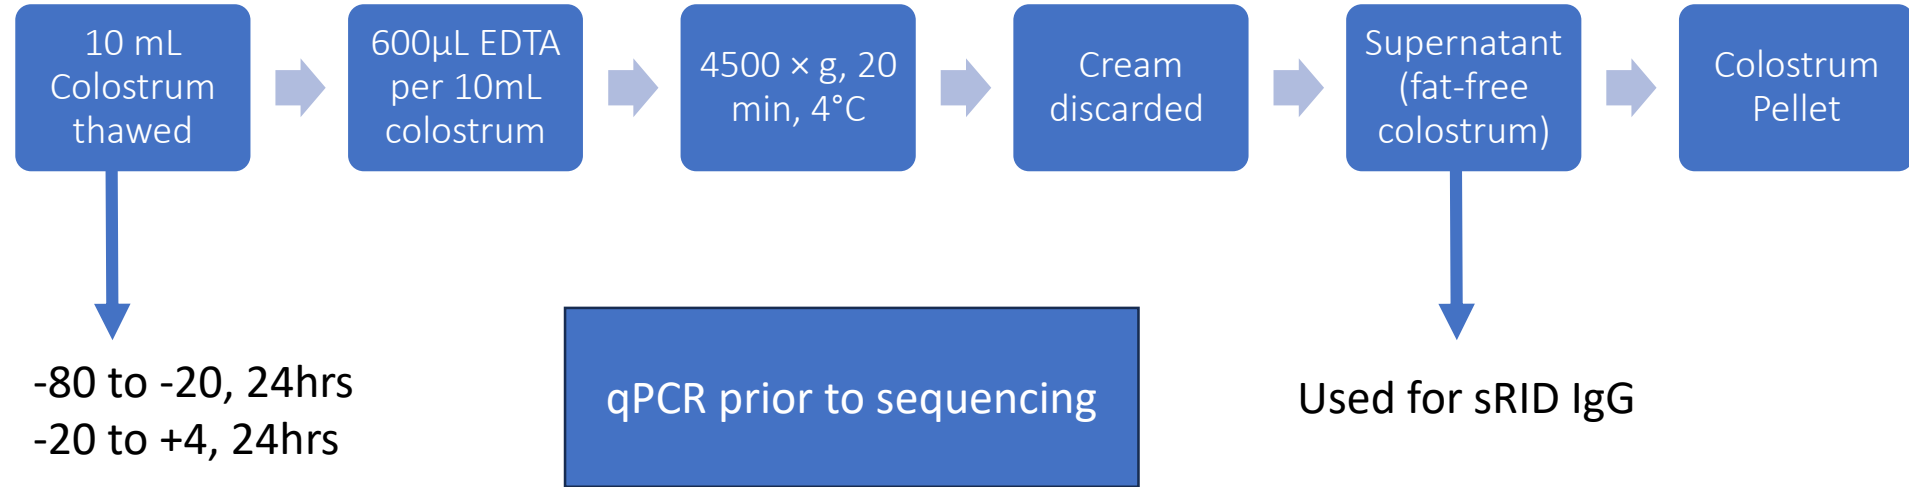 10 mL
Colostrum
thawed
600µL EDTA
per 10mL
colostrum
4500 × g, 20
min, 4°C
Cream
discarded
Supernatant
(fat-free
colostrum)
Colostrum
Pellet
-80 to -20, 24hrs
-20 to +4, 24hrs
qPCR prior to sequencing
Used for sRID IgG